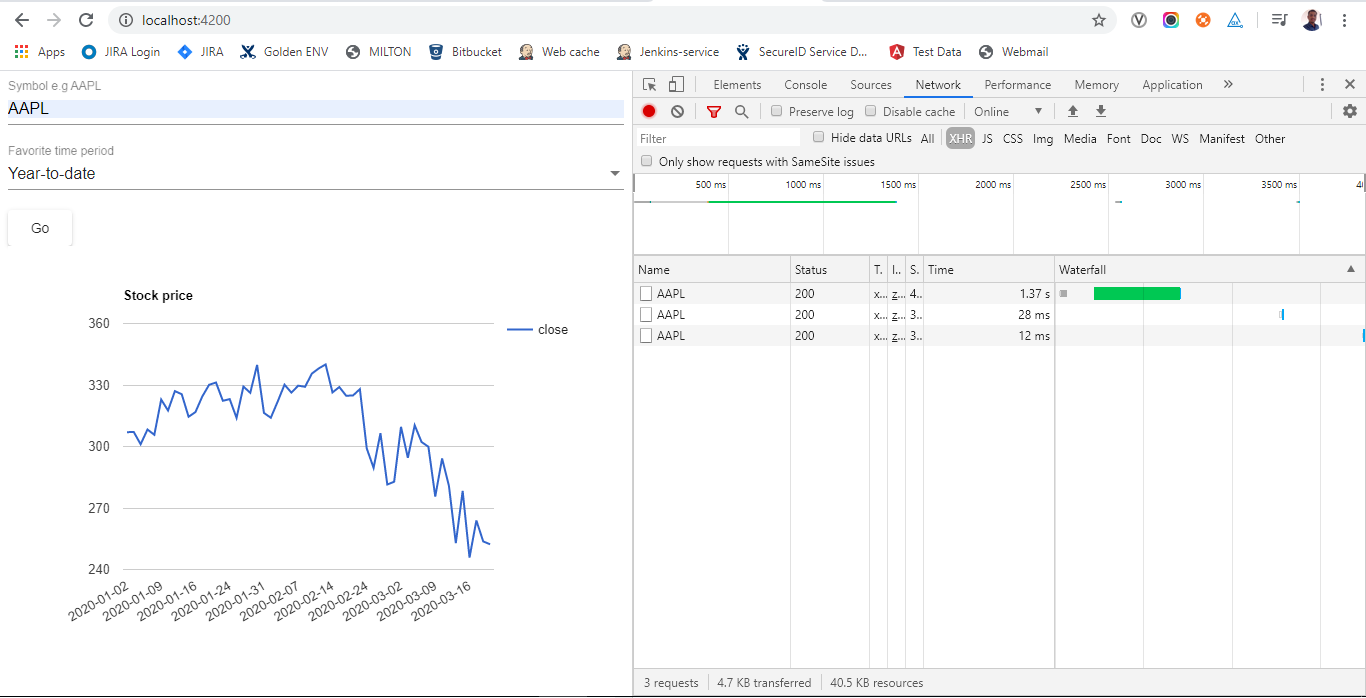 localhost:4200
Apps JIRA Login JIRA Golden ENV MILTON Bitbucket Web cache Jenkins-service SecureID Service D... Test Data Webmail
Symbol e.g AAPL
AAPL
Favorite time period
Year-to-date
Go
Stock price
close
360
330
300
270
240
2020-01-02 2020-01-09 2020-01-16 2020-01-24 2020-01-31 2020-02-07 2020-02-14 2020-02-24 2020-03-02 2020-03-09 2020-03-16
Elements Console Sources Network Performance Memory Application »
Preserve log Disable cache Online
Filter Hide data URLs All XHR JS CSS Img Media Font Doc WS Manifest Other
Only show requests with SameSite issues
500 ms 1000 ms 1500 ms 2000 ms 2500 ms 3000 ms 3500 ms 40
Name Status T. I.. S. Time Waterfall
AAPL 200 x... z... 4.. 1.37 s
AAPL 200 x... z... 3.. 28 ms
AAPL 200 x... z... 3.. 12 ms
3 requests 4.7 KB transferred 40.5 KB resources